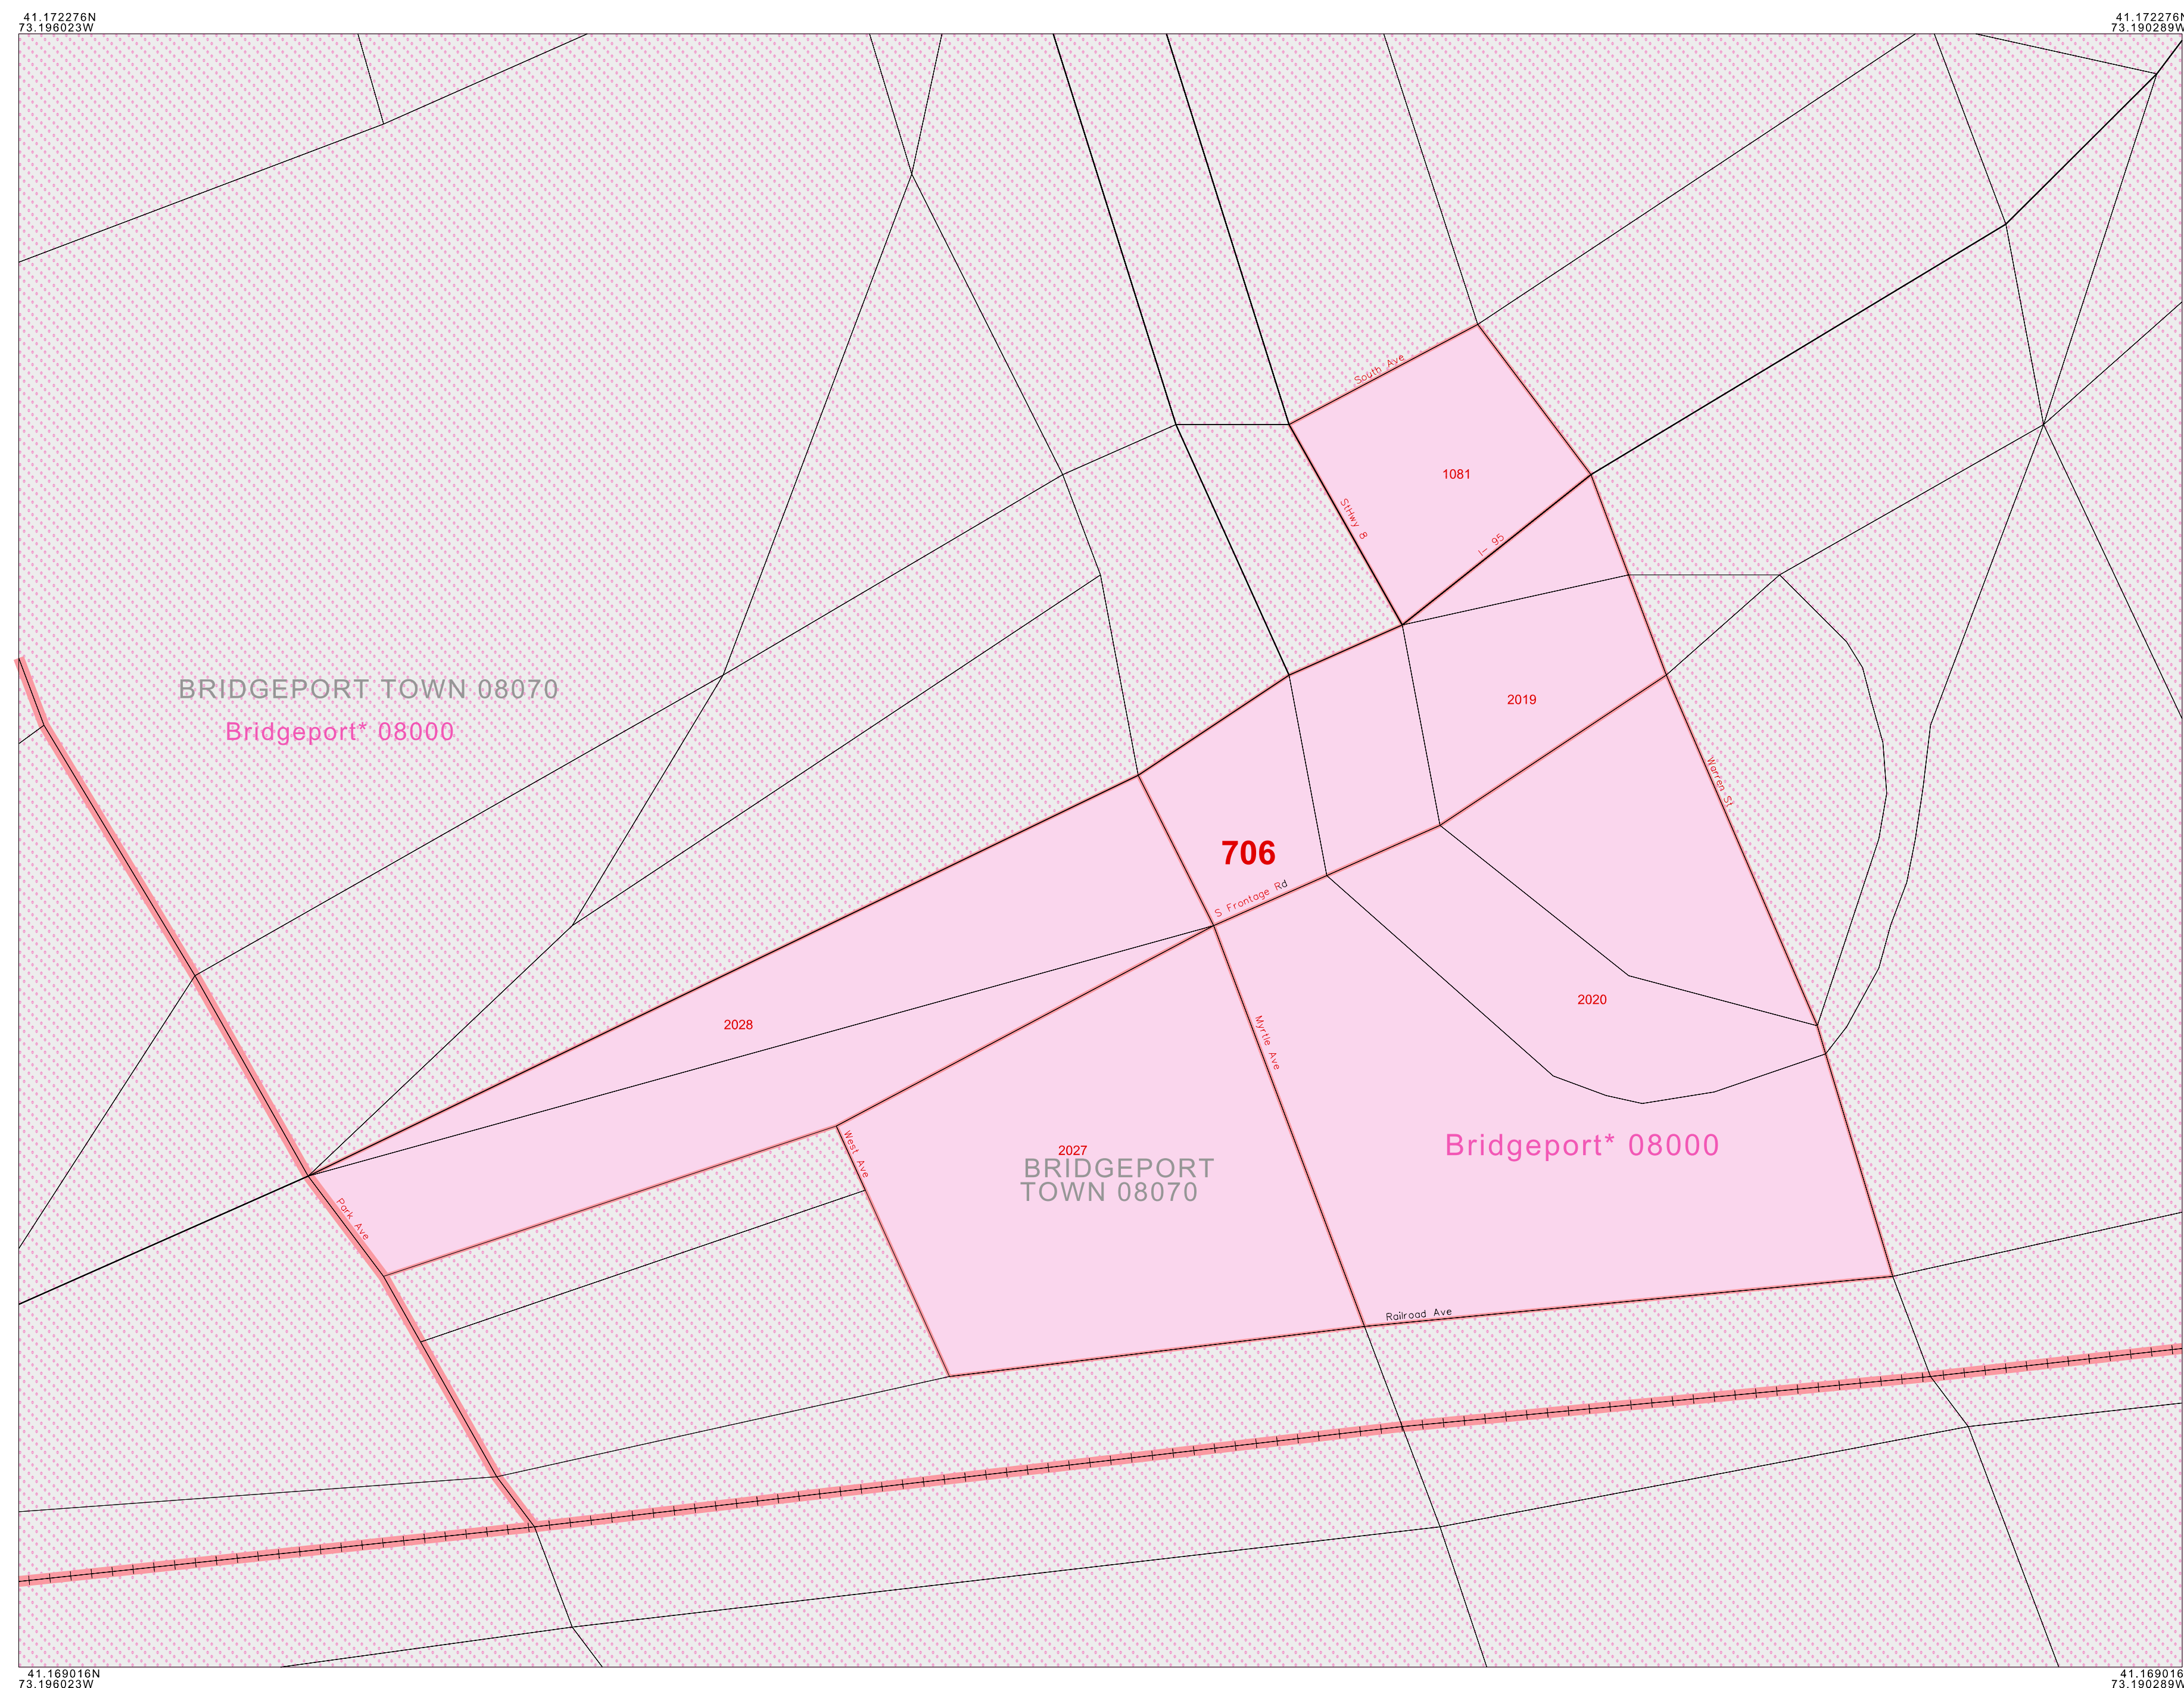 41.172276N
73.196023W
41.172276N
73.190289W
South Ave
1081
StHwy 8
I- 95
BRIDGEPORT TOWN 08070
Bridgeport* 08000
2019
Warren St
706
S Frontage Rd
2028
2020
Myrtle Ave
West Ave
2027
BRIDGEPORT
TOWN 08070
Bridgeport* 08000
Park Ave
Railroad Ave
41.169016N
73.196023W
41.169016
73.190289W